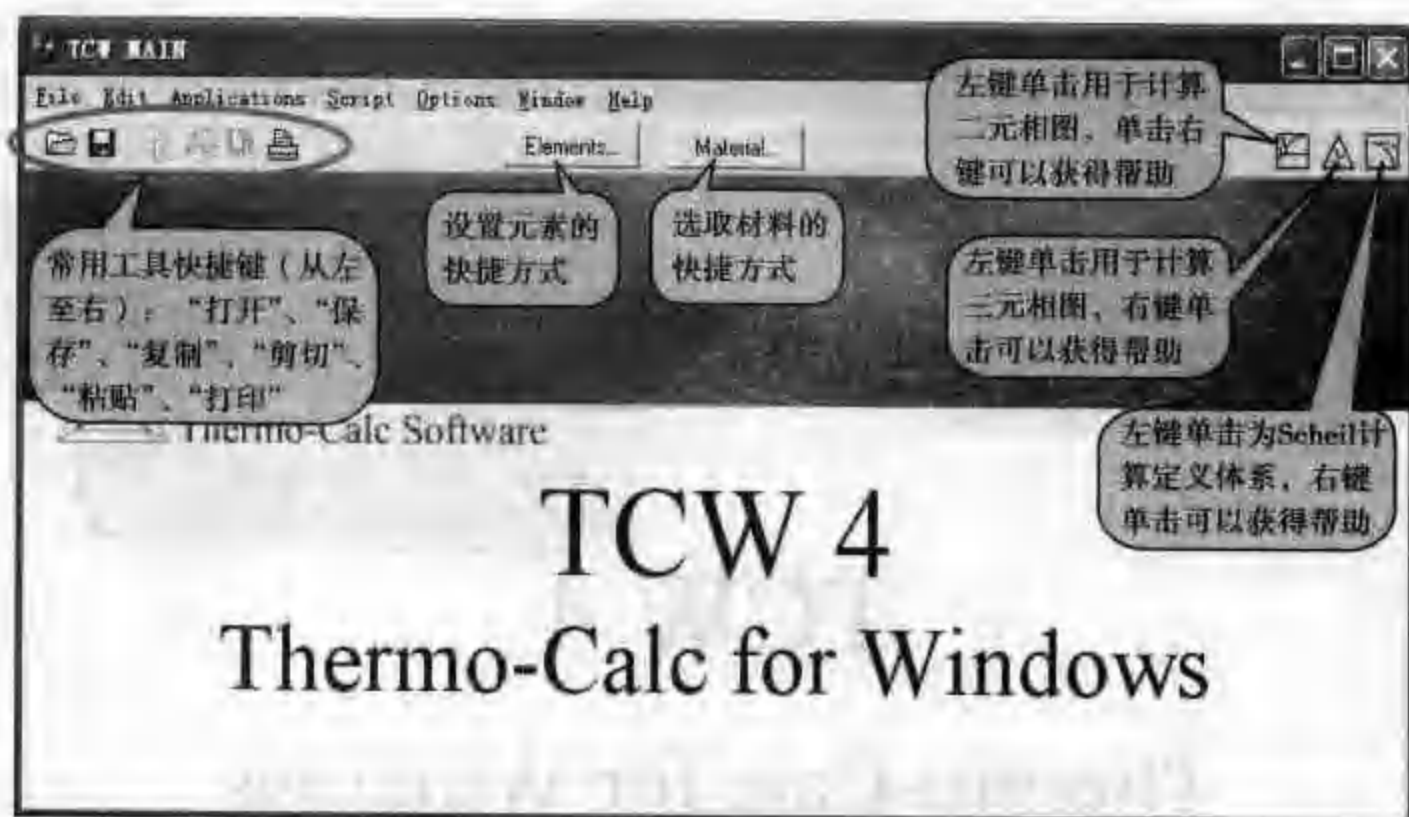 TCW MAIN
File Edit Applications Script Options Window Help
Elements...
Material...
左键单击用于计算
二元相图，单击右
键可以获得帮助
设置元素的
快捷方式
选取材料的
快捷方式
常用工具快捷键（从左
至右）：“打开”、“保
存”、“复制”、“剪切”、
“粘贴”、“打印”
左键单击用于计算
三元相图，右键单
击可以获得帮助
左键单击为Scheil计
算定义体系，右键
单击可以获得帮助
Thermo-Calc Software
TCW 4
Thermo-Calc for Windows